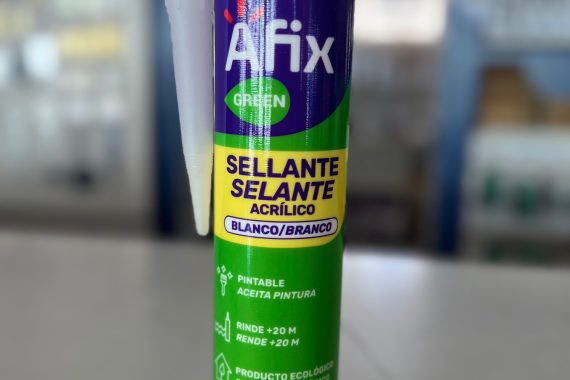 Afix
GREEN
SELLANTE
SELANTE
ACRÍLICO
BLANCO/BRANCO
PINTABLE
ACEITA PINTURA
RINDE +20 M
RENDE +20 M
PRODUCTO ECOLÓGICO